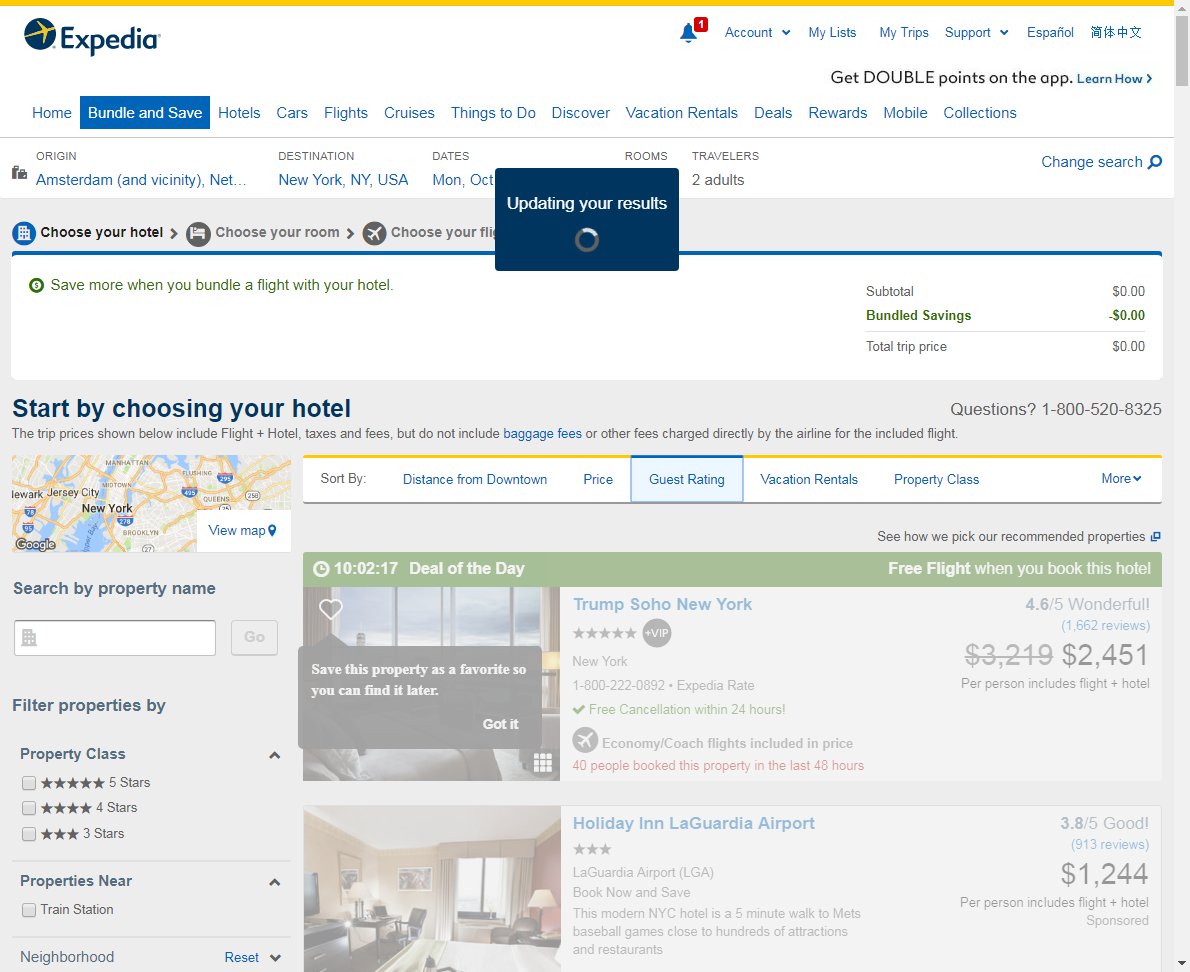 Expedia
1
Account
My Lists
My Trips
Support
Español
简体中文
Get DOUBLE points on the app. Learn How
Home
Bundle and Save
Hotels
Cars
Flights
Cruises
Things to Do
Discover
Vacation Rentals
Deals
Rewards
Mobile
Collections
ORIGIN
Amsterdam (and vicinity), Net...
DESTINATION
New York, NY, USA
DATES
Mon, Oct
ROOMS
TRAVELERS
2 adults
Change search
Updating your results
Choose your hotel
Choose your room
Choose your flig
Save more when you bundle a flight with your hotel.
Subtotal $0.00
Bundled Savings -$0.00
Total trip price $0.00
Start by choosing your hotel
Questions? 1-800-520-8325
The trip prices shown below include Flight + Hotel, taxes and fees, but do not include baggage fees or other fees charged directly by the airline for the included flight.
MANHATTAN
FLUSHING
295
lewark
Jersey City
MIDTOWN
495
QUEENS
258
New York
78
278
95
BROOKLYN
27
Google
View map
Sort By:
Distance from Downtown
Price
Guest Rating
Vacation Rentals
Property Class
More
See how we pick our recommended properties
Search by property name
Go
Filter properties by
Property Class
5 Stars
4 Stars
3 Stars
Properties Near
Train Station
Neighborhood
Reset
10:02:17 Deal of the Day
Free Flight when you book this hotel
Save this property as a favorite so
you can find it later.
Got it
Trump Soho New York
+VIP
New York
1-800-222-0892 • Expedia Rate
Free Cancellation within 24 hours!
Economy/Coach flights included in price
40 people booked this property in the last 48 hours
4.6/5 Wonderful!
(1,662 reviews)
$3,219 $2,451
Per person includes flight + hotel
Holiday Inn LaGuardia Airport
LaGuardia Airport (LGA)
Book Now and Save
This modern NYC hotel is a 5 minute walk to Mets
baseball games close to hundreds of attractions
and restaurants
3.8/5 Good!
(913 reviews)
$1,244
Per person includes flight + hotel
Sponsored